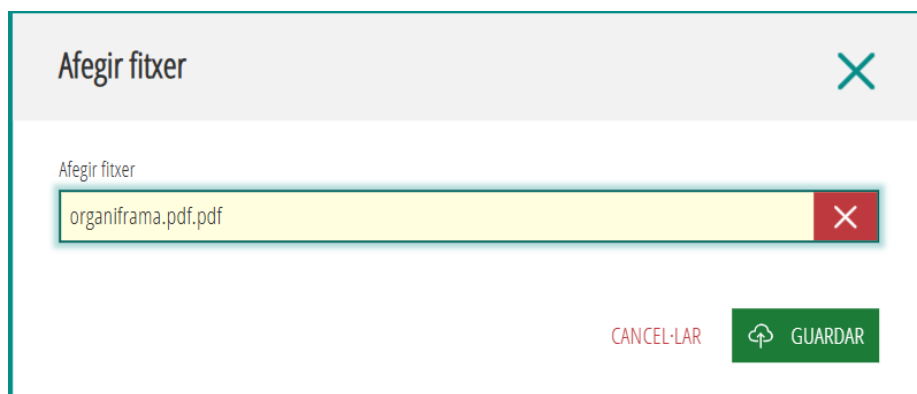 Afegir fitxer
Afegir fitxer
organiframa.pdf.pdf
CANCEL·LAR GUARDAR